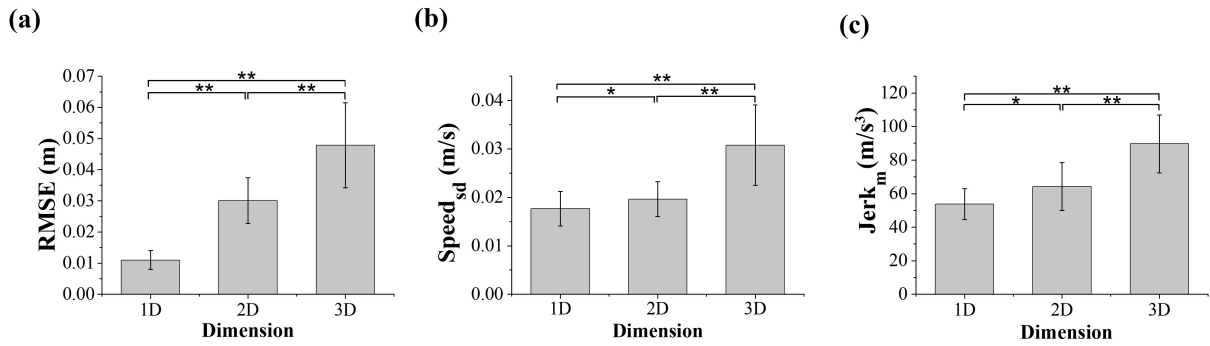 (a)
(b)
(c)
RMSE (m)
0.07
0.06
0.05
0.04
0.03
0.02
0.01
0.00
**
** **
1D 2D 3D
Dimension
Speed_sd (m/s)
0.04
0.03
0.02
0.01
0.00
**
* **
1D 2D 3D
Dimension
Jerk_m (m/s³)
120
100
80
60
40
20
0
**
* **
1D 2D 3D
Dimension